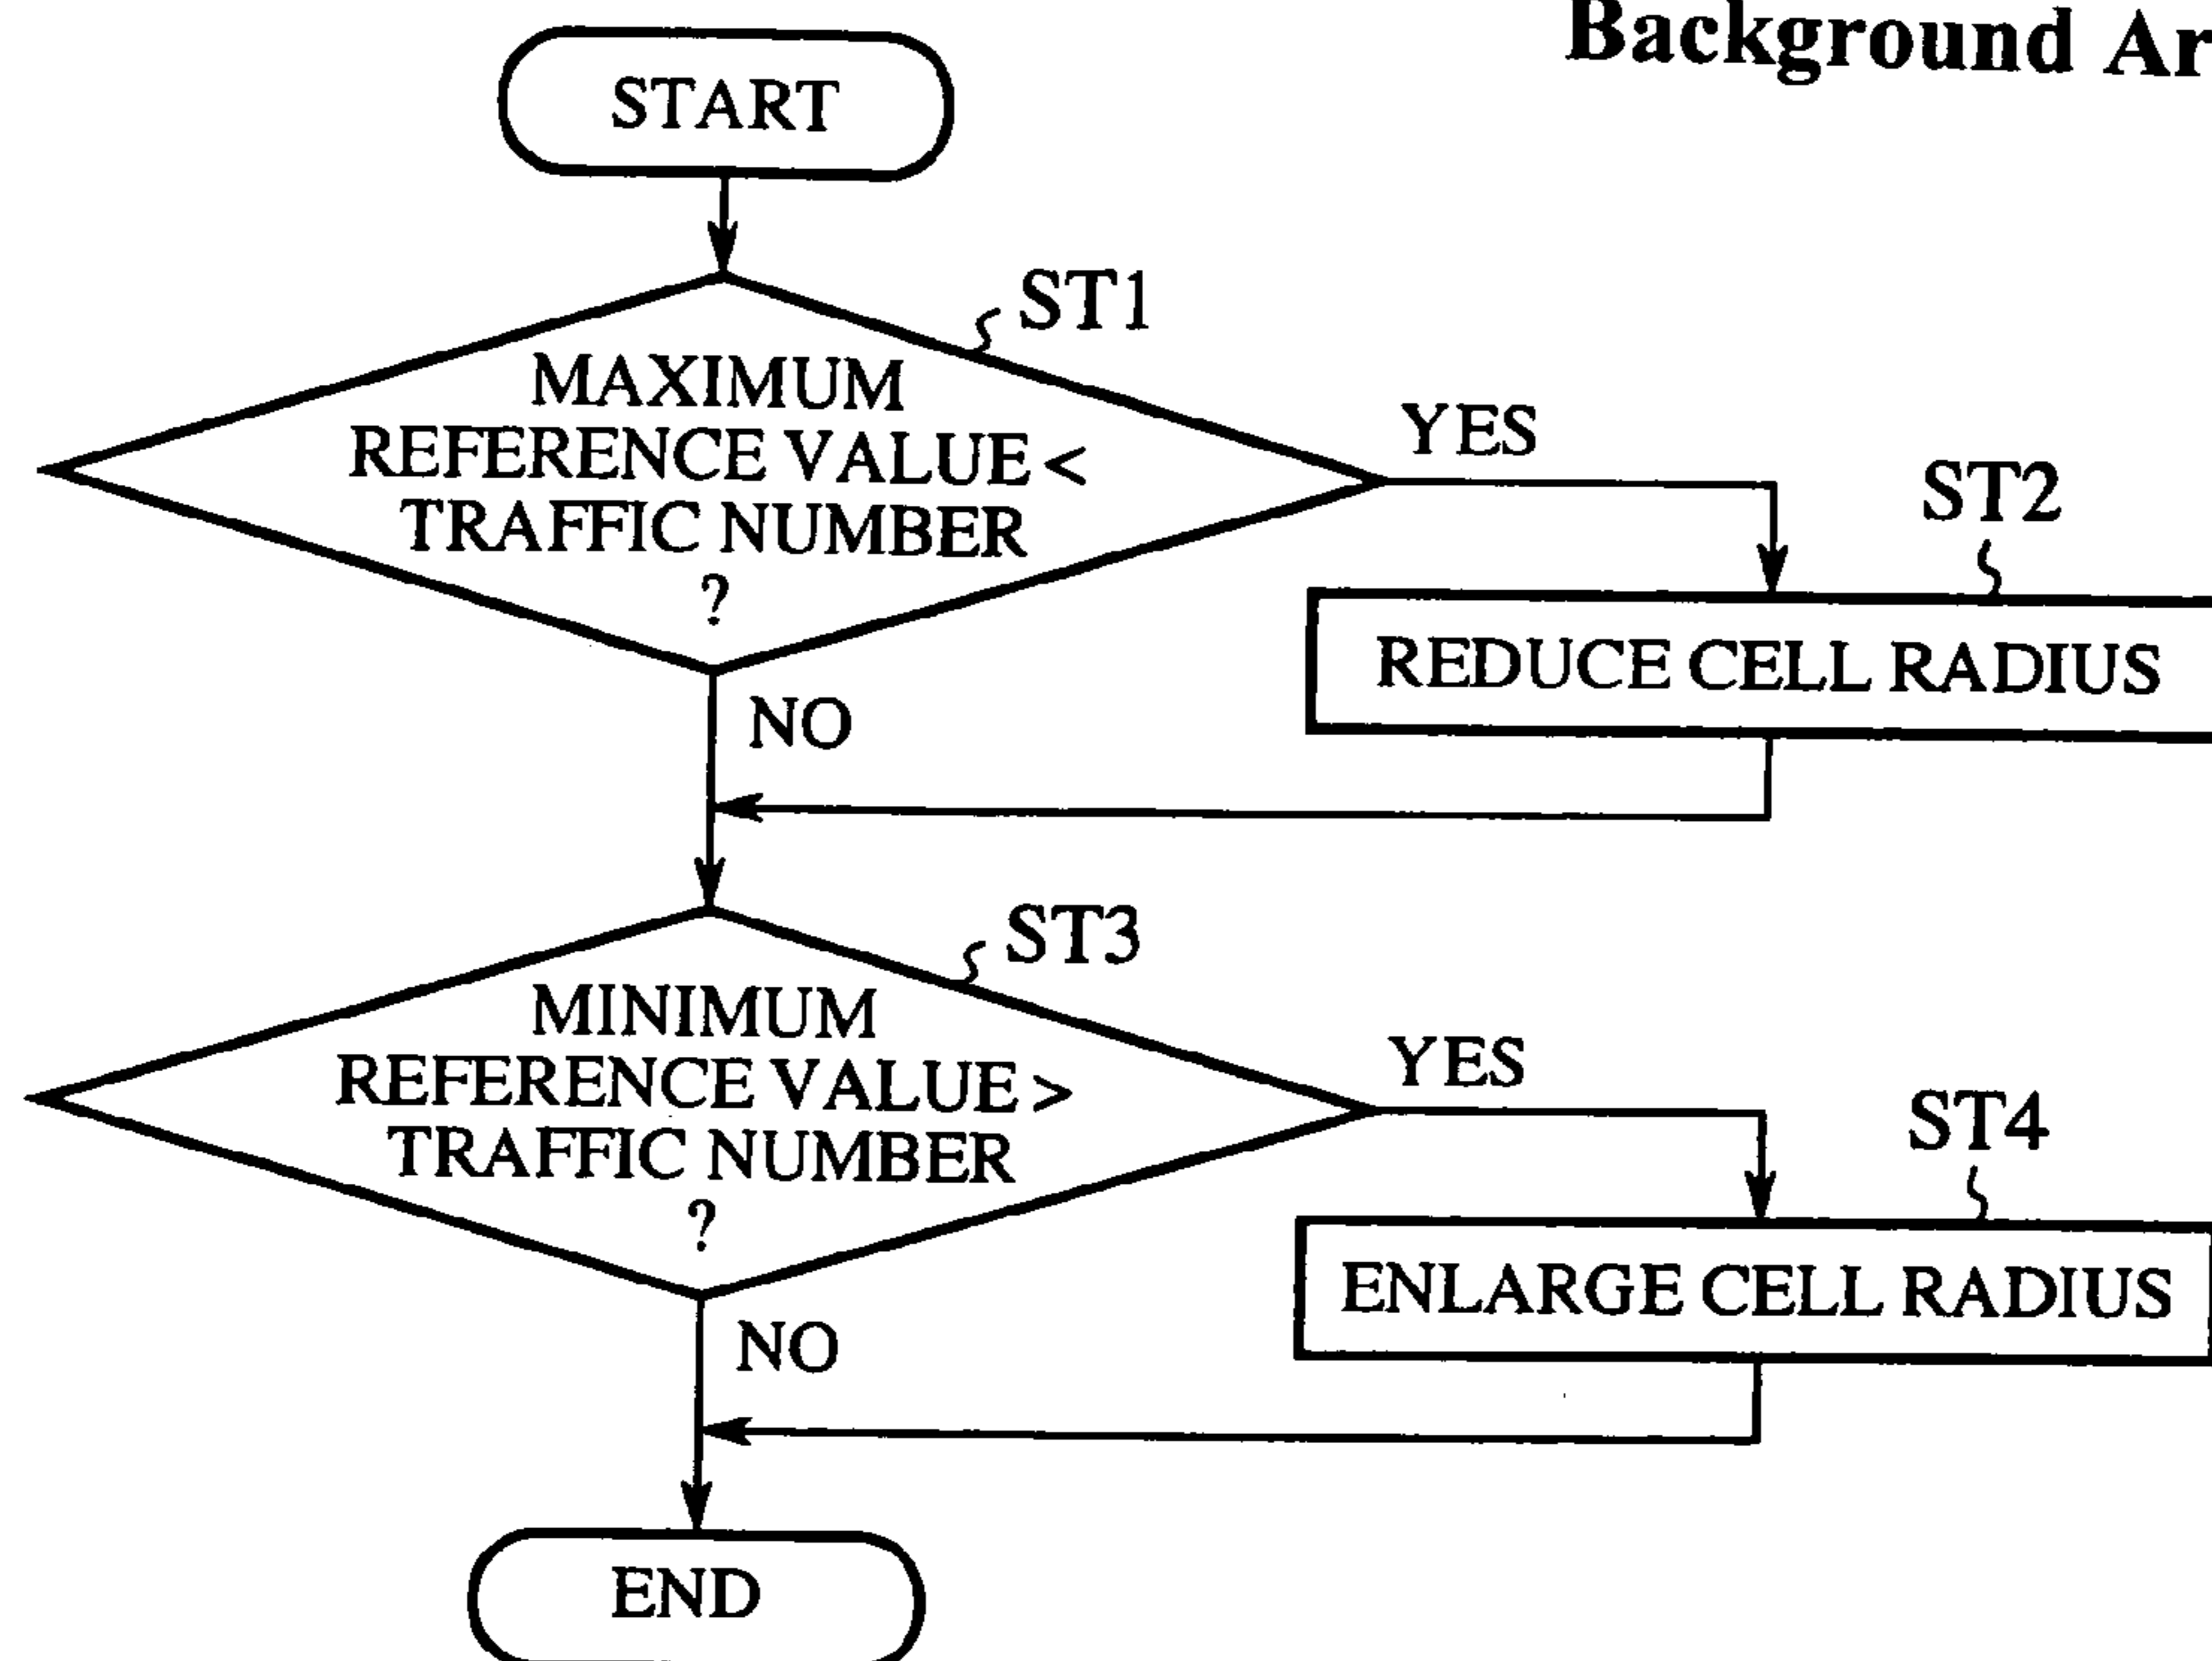 Background Ar
START
ST1
MAXIMUM
REFERENCE VALUE <
TRAFFIC NUMBER
?
YES
ST2
REDUCE CELL RADIUS
NO
ST3
MINIMUM
REFERENCE VALUE >
TRAFFIC NUMBER
?
YES
ST4
ENLARGE CELL RADIUS
NO
END